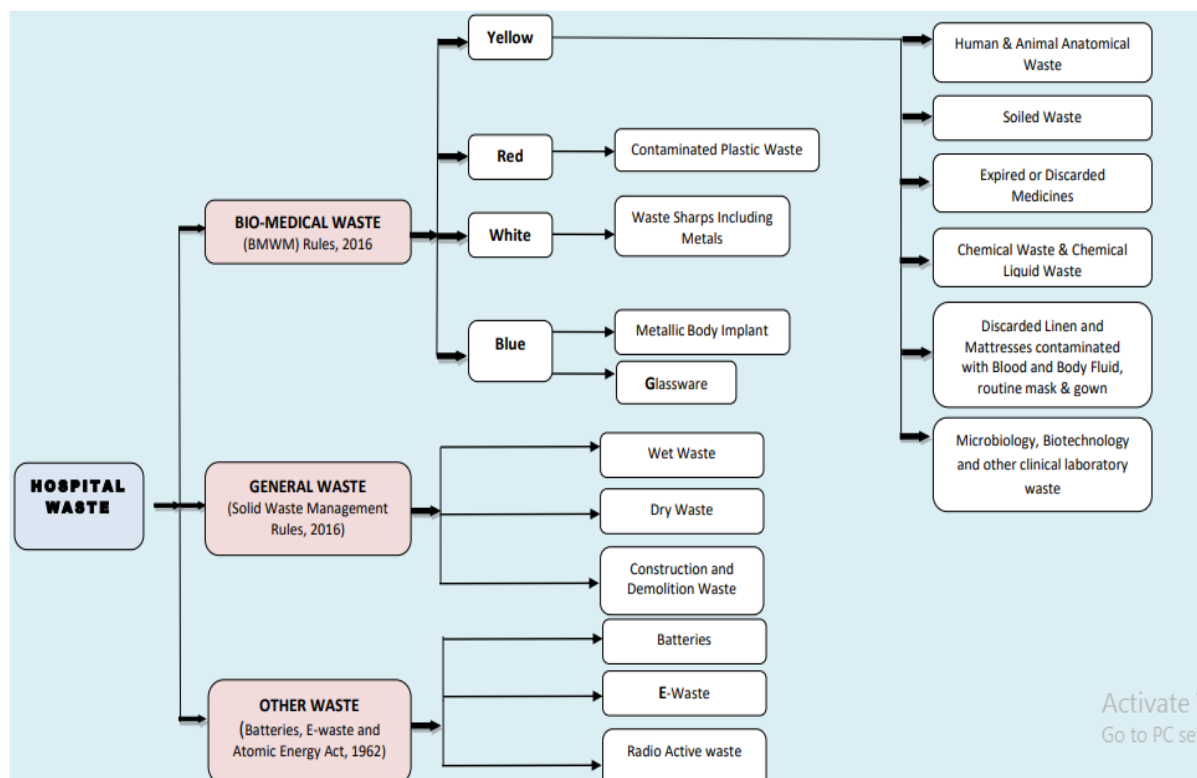 Yellow
Human & Animal Anatomical
Waste
Soiled Waste
Red
Contaminated Plastic Waste
Expired or Discarded
Medicines
BIO-MEDICAL WASTE
(BMWM) Rules, 2016
White
Waste Sharps Including
Metals
Chemical Waste & Chemical
Liquid Waste
Blue
Metallic Body Implant
Glassware
Discarded Linen and
Mattresses contaminated
with Blood and Body Fluid,
routine mask & gown
Microbiology, Biotechnology
and other clinical laboratory
waste
HOSPITAL
WASTE
GENERAL WASTE
(Solid Waste Management
Rules, 2016)
Wet Waste
Dry Waste
Construction and
Demolition Waste
OTHER WASTE
(Batteries, E-waste and
Atomic Energy Act, 1962)
Batteries
E-Waste
Radio Active waste
Activate
Go to PC se